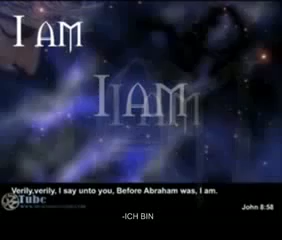 I AM
I AM
Verily,verily, I say unto you, Before Abraham was, I am.
Tube
John 8:58
-ICH BIN